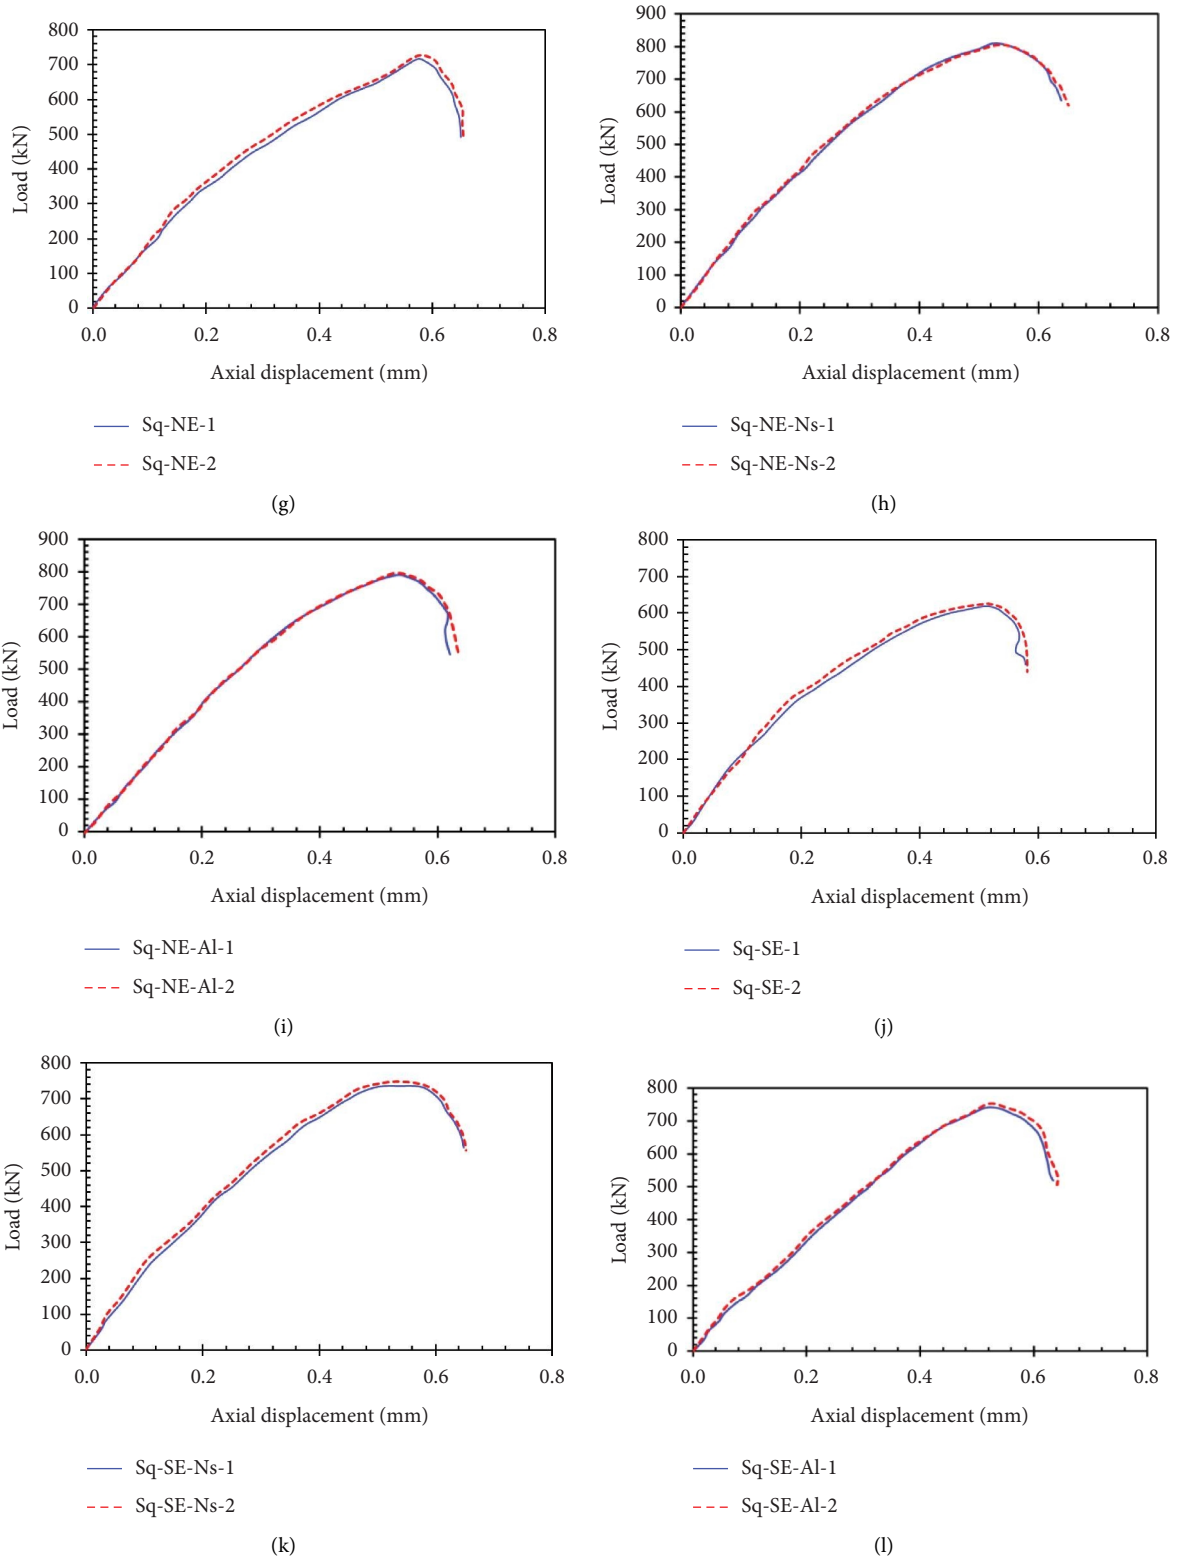 800
700
600
500
400
300
200
100
0
Load (kN)
0.0 0.2 0.4 0.6 0.8
Axial displacement (mm)
Sq-NE-1
Sq-NE-2
(g)
900
800
700
600
500
400
300
200
100
0
Load (kN)
0.0 0.2 0.4 0.6 0.8
Axial displacement (mm)
Sq-NE-Ns-1
Sq-NE-Ns-2
(h)
900
800
700
600
500
400
300
200
100
0
Load (kN)
0.0 0.2 0.4 0.6 0.8
Axial displacement (mm)
Sq-NE-Al-1
Sq-NE-Al-2
(i)
800
700
600
500
400
300
200
100
0
Load (kN)
0.0 0.2 0.4 0.6 0.8
Axial displacement (mm)
Sq-SE-1
Sq-SE-2
(j)
800
700
600
500
400
300
200
100
0
Load (kN)
0.0 0.2 0.4 0.6 0.8
Axial displacement (mm)
Sq-SE-Ns-1
Sq-SE-Ns-2
(k)
800
700
600
500
400
300
200
100
0
Load (kN)
0.0 0.2 0.4 0.6 0.8
Axial displacement (mm)
Sq-SE-Al-1
Sq-SE-Al-2
(l)